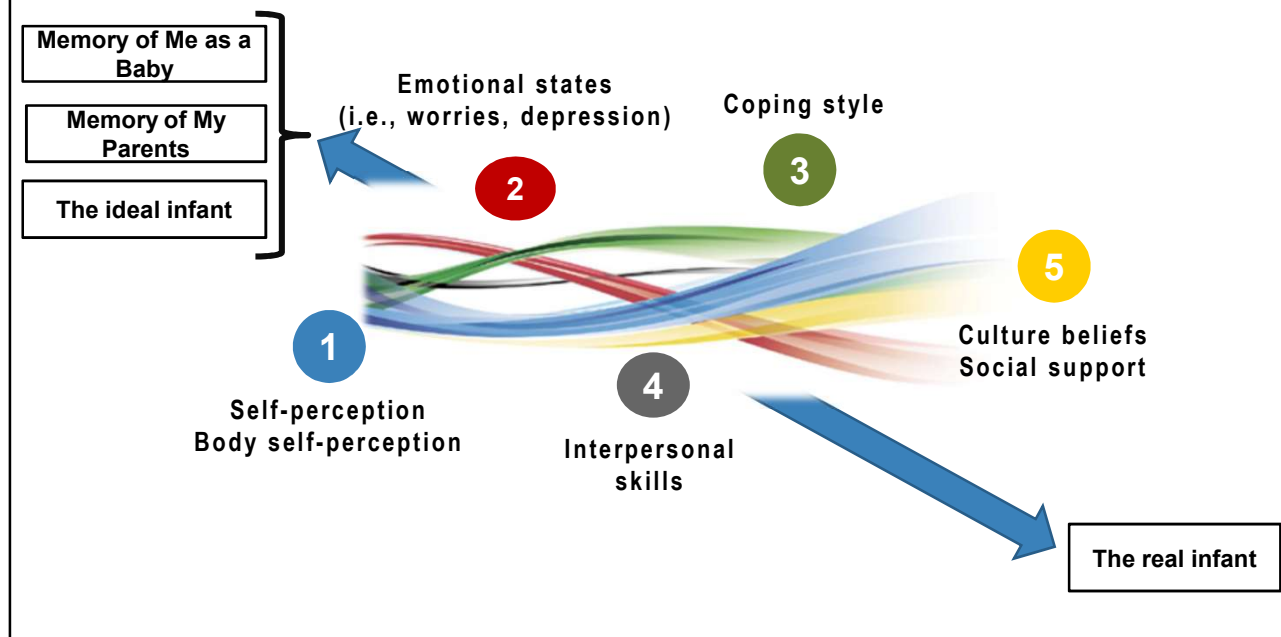 Memory of Me as a
Baby
Memory of My
Parents
The ideal infant
Emotional states
(i.e., worries, depression)
2
Coping style
3
1
Self-perception
Body self-perception
4
Interpersonal
skills
5
Culture beliefs
Social support
The real infant